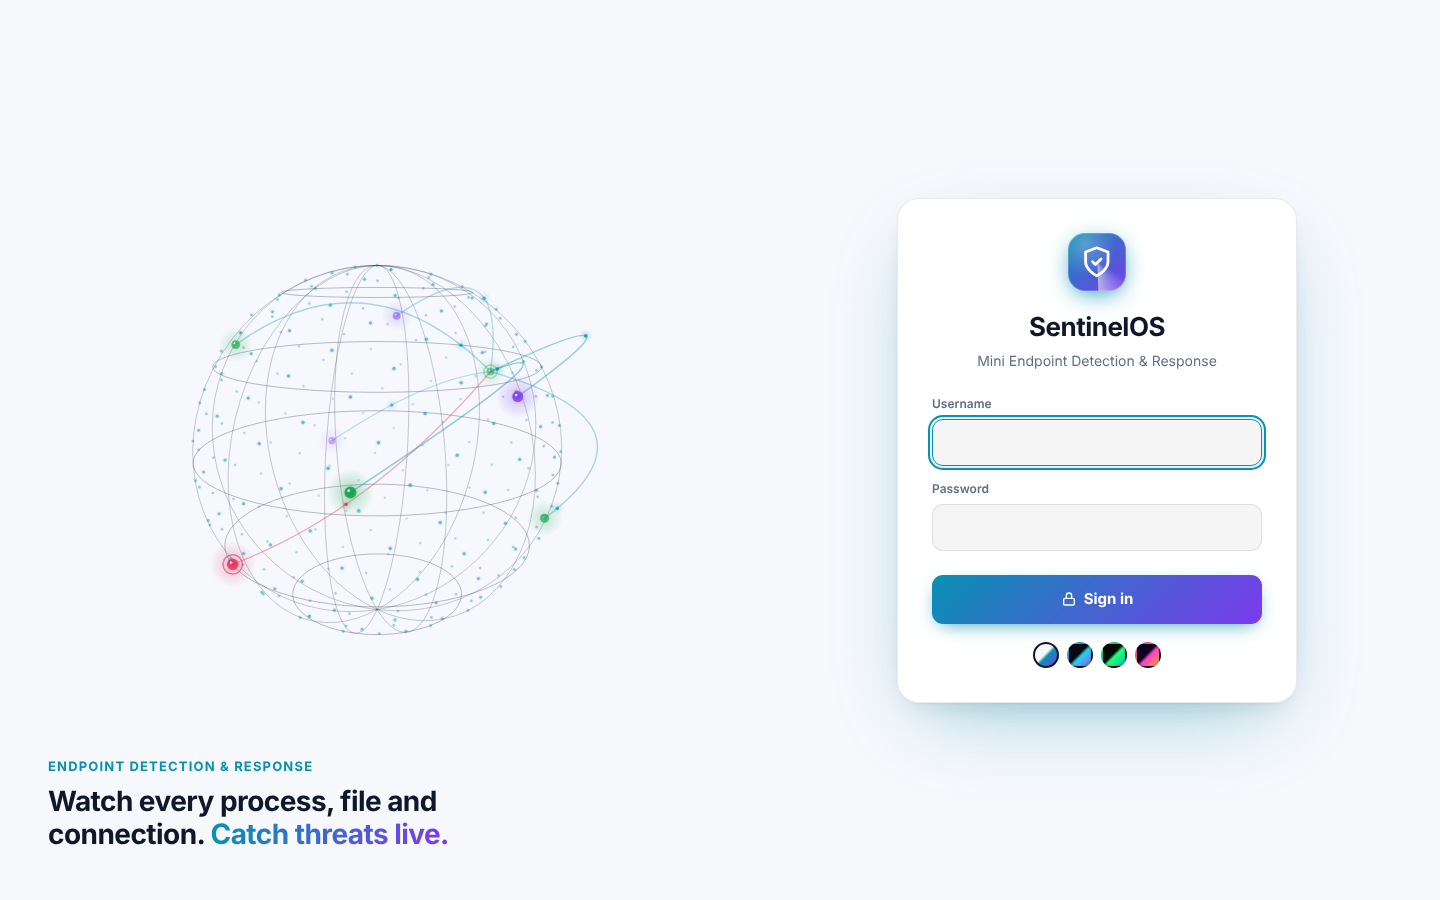 SentinelOS
Mini Endpoint Detection & Response
Username
Password
Sign in
ENDPOINT DETECTION & RESPONSE
Watch every process, file and
connection. Catch threats live.